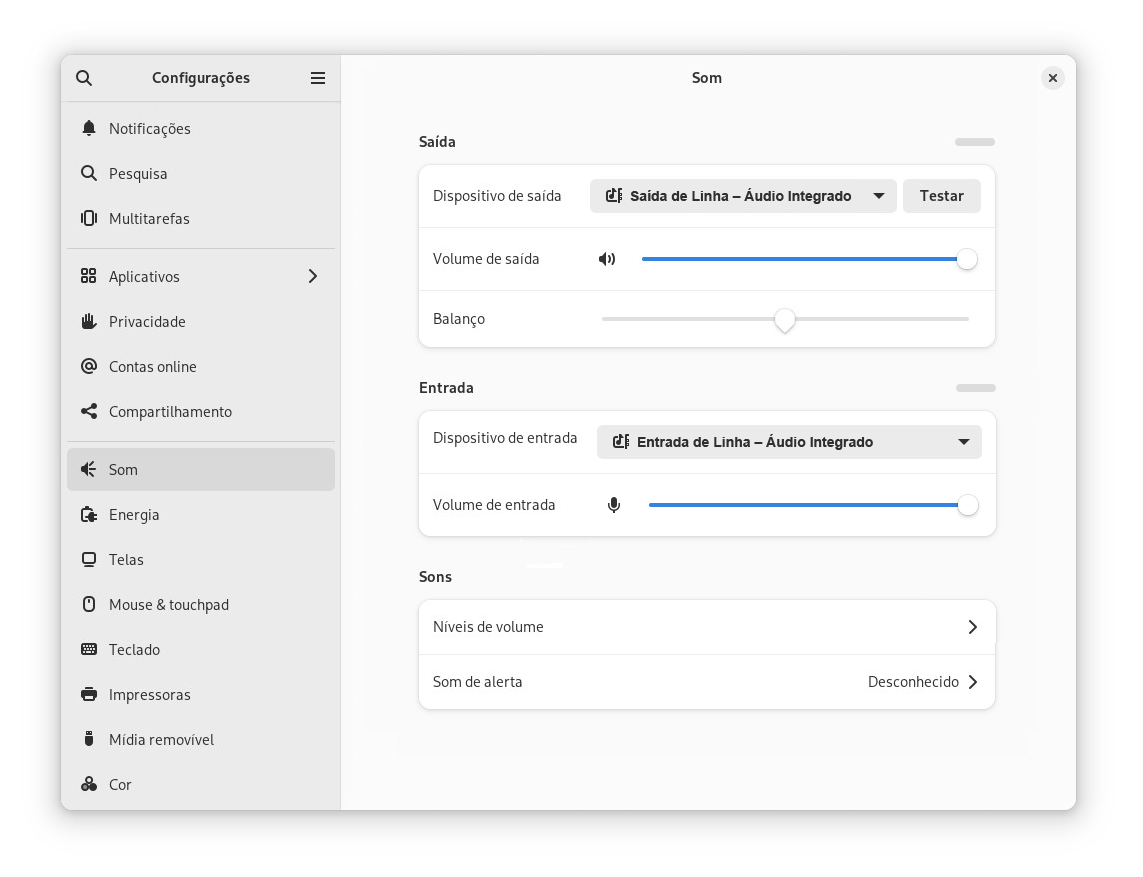 Configurações
Notificações
Pesquisa
Multitarefas
Aplicativos
Privacidade
Contas online
Compartilhamento
Som
Energia
Telas
Mouse & touchpad
Teclado
Impressoras
Mídia removível
Cor
Som
Saída
Dispositivo de saída Saída de Linha – Áudio Integrado Testar
Volume de saída
Balanço
Entrada
Dispositivo de entrada Entrada de Linha – Áudio Integrado
Volume de entrada
Sons
Níveis de volume
Som de alerta Desconhecido